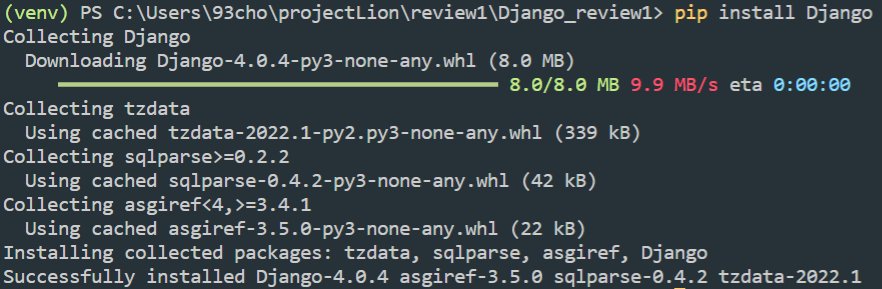 (venv) PS C:\Users\93cho\projectLion\review1\Django_review1> pip install Django
Collecting Django
  Downloading Django-4.0.4-py3-none-any.whl (8.0 MB)
     ━━━━━━━━━━━━━━━━━━━━━━━━━━━━━━━━━━━━━━━━ 8.0/8.0 MB 9.9 MB/s eta 0:00:00
Collecting tzdata
  Using cached tzdata-2022.1-py2.py3-none-any.whl (339 kB)
Collecting sqlparse>=0.2.2
  Using cached sqlparse-0.4.2-py3-none-any.whl (42 kB)
Collecting asgiref<4,>=3.4.1
  Using cached asgiref-3.5.0-py3-none-any.whl (22 kB)
Installing collected packages: tzdata, sqlparse, asgiref, Django
Successfully installed Django-4.0.4 asgiref-3.5.0 sqlparse-0.4.2 tzdata-2022.1